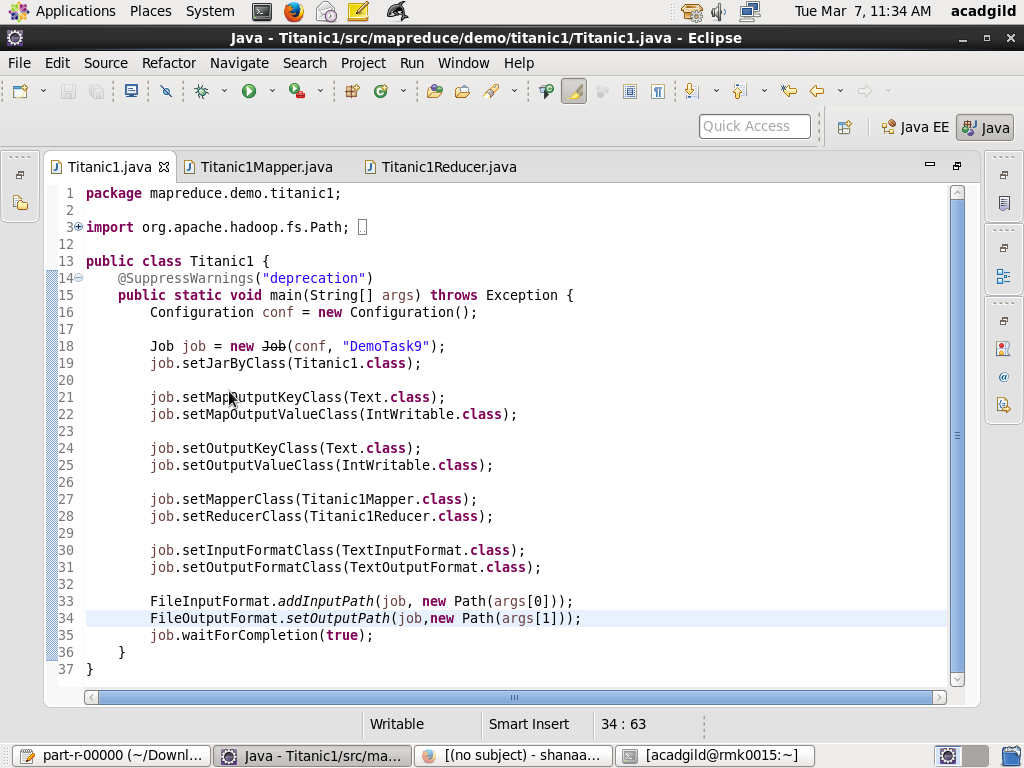 Applications Places System Tue Mar 7, 11:34 AM acadgild
Java - Titanic1/src/mapreduce/demo/titanic1/Titanic1.java - Eclipse
File Edit Source Refactor Navigate Search Project Run Window Help
Quick Access Java EE Java
Titanic1.java Titanic1Mapper.java Titanic1Reducer.java
1 package mapreduce.demo.titanic1;
2
3 import org.apache.hadoop.fs.Path;
12
13 public class Titanic1 {
14 @SuppressWarnings("deprecation")
15 public static void main(String[] args) throws Exception {
16 Configuration conf = new Configuration();
17
18 Job job = new Job(conf, "DemoTask9");
19 job.setJarByClass(Titanic1.class);
20
21 job.setMapOutputKeyClass(Text.class);
22 job.setMapOutputValueClass(IntWritable.class);
23
24 job.setOutputKeyClass(Text.class);
25 job.setOutputValueClass(IntWritable.class);
26
27 job.setMapperClass(Titanic1Mapper.class);
28 job.setReducerClass(Titanic1Reducer.class);
29
30 job.setInputFormatClass(TextInputFormat.class);
31 job.setOutputFormatClass(TextOutputFormat.class);
32
33 FileInputFormat.addInputPath(job, new Path(args[0]));
34 FileOutputFormat.setOutputPath(job,new Path(args[1]));
35 job.waitForCompletion(true);
36 }
37 }
Writable Smart Insert 34 : 63
part-r-00000 (~/Downl... Java - Titanic1/src/ma... [(no subject) - shanaa... [acadgild@rmk0015:~]